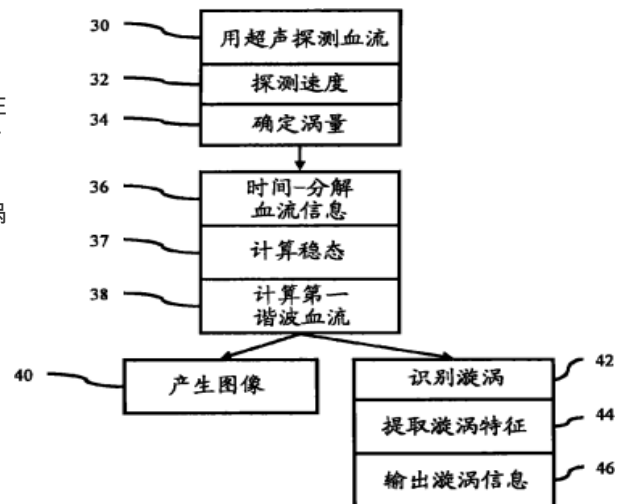 30
用超声探测血流
32
探测速度
34
确定涡量
36
时间-分解
血流信息
37
计算稳态
38
计算第一
谐波血流
40
产生图像
42
识别漩涡
44
提取漩涡特征
46
输出漩涡信息